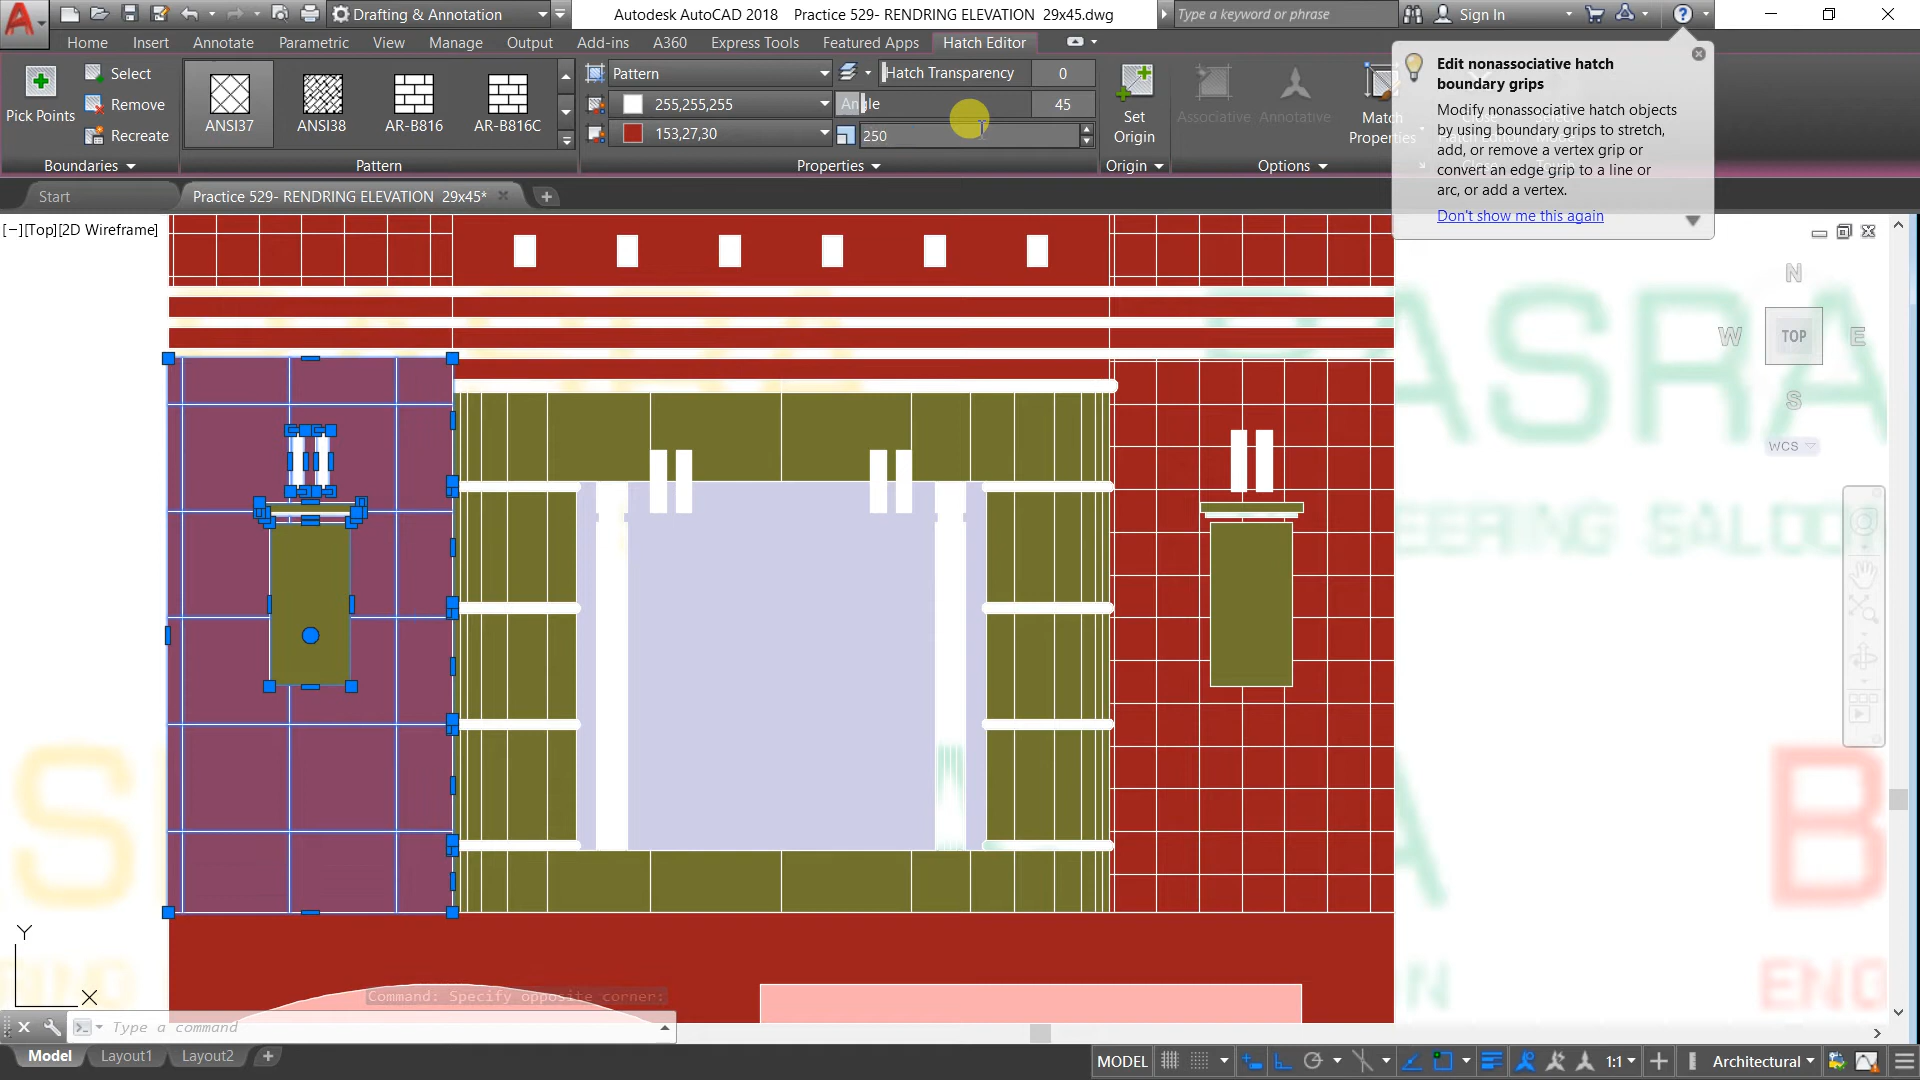 Drafting & Annotation
Autodesk AutoCAD 2018 Practice 529- RENDRING ELEVATION 29x45.dwg
Type a keyword or phrase
Sign In
Home Insert Annotate Parametric View Manage Output Add-ins A360 Express Tools Featured Apps Hatch Editor
Pick Points
Select
Remove
Recreate
Boundaries
ANSI37 ANSI38 AR-B816 AR-B816C
Pattern
Pattern
255,255,255
153,27,30
Hatch Transparency 0
Angle 45
250
Properties
Set Origin
Origin
Associative
Annotative
Match Properties
Options
Edit nonassociative hatch boundary grips
Modify nonassociative hatch objects
by using boundary grips to stretch,
add, or remove a vertex grip or
convert an edge grip to a line or
arc, or add a vertex.
Don't show me this again
Start
Practice 529- RENDRING ELEVATION 29x45*
[−][Top][2D Wireframe]
N
W TOP E
S
WCS
Y
X
Command: Specify opposite corner:
Type a command
Model Layout1 Layout2
MODEL 1:1 Architectural